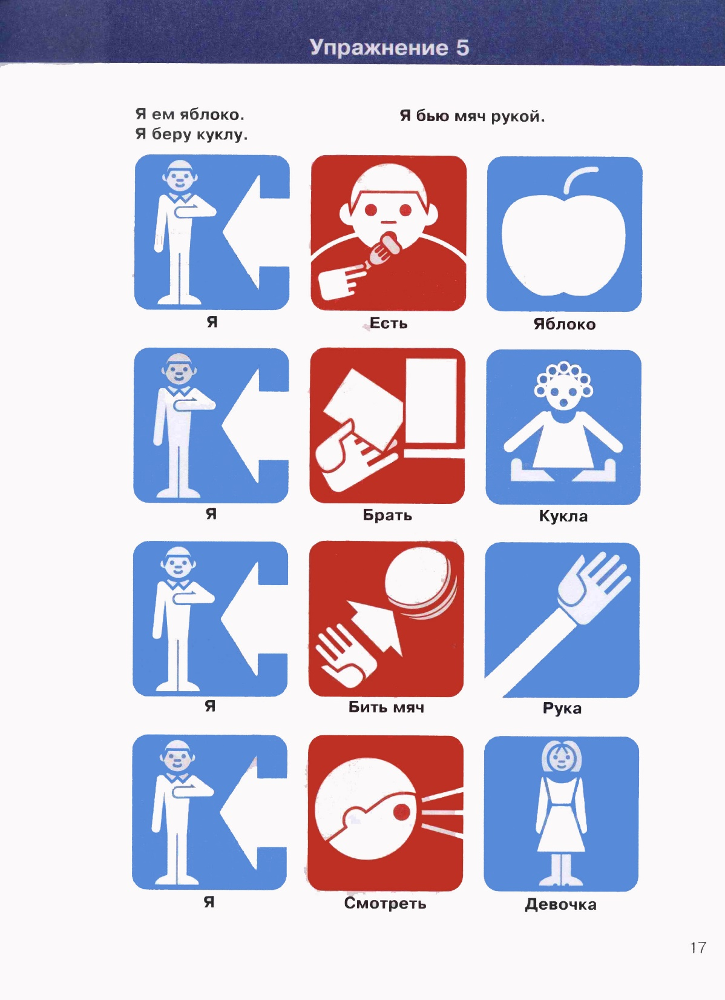 Упражнение 5
Я ем яблоко.
Я беру куклу.
Я бью мяч рукой.
Я
Есть
Яблоко
Я
Брать
Кукла
Я
Бить мяч
Рука
Я
Смотреть
Девочка
17